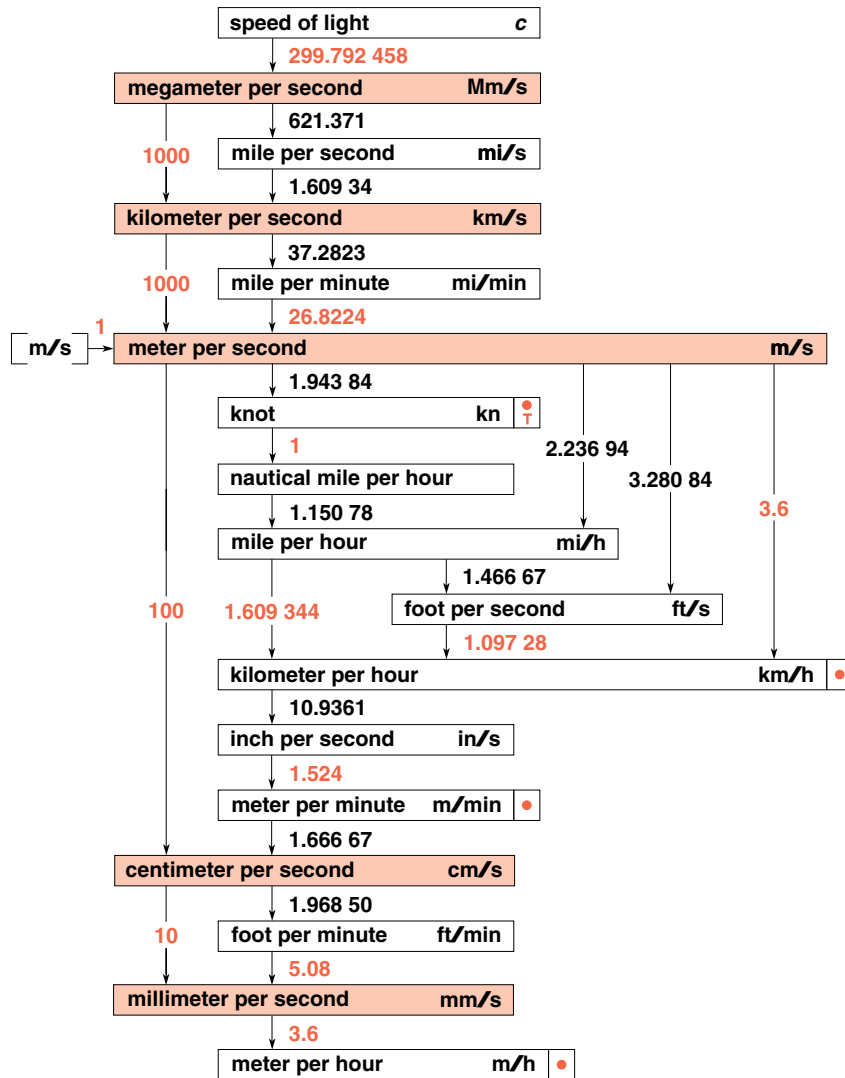 speed of light c
299.792 458
megameter per second Mm/s
621.371
1000
mile per second mi/s
1.609 34
kilometer per second km/s
37.2823
1000
mile per minute mi/min
26.8224
1
m/s
meter per second m/s
1.943 84
knot kn
T
1
2.236 94
nautical mile per hour
3.280 84
1.150 78
3.6
mile per hour mi/h
1.466 67
100
1.609 344
foot per second ft/s
1.097 28
kilometer per hour km/h
10.9361
inch per second in/s
1.524
meter per minute m/min
1.666 67
centimeter per second cm/s
1.968 50
10
foot per minute ft/min
5.08
millimeter per second mm/s
3.6
meter per hour m/h